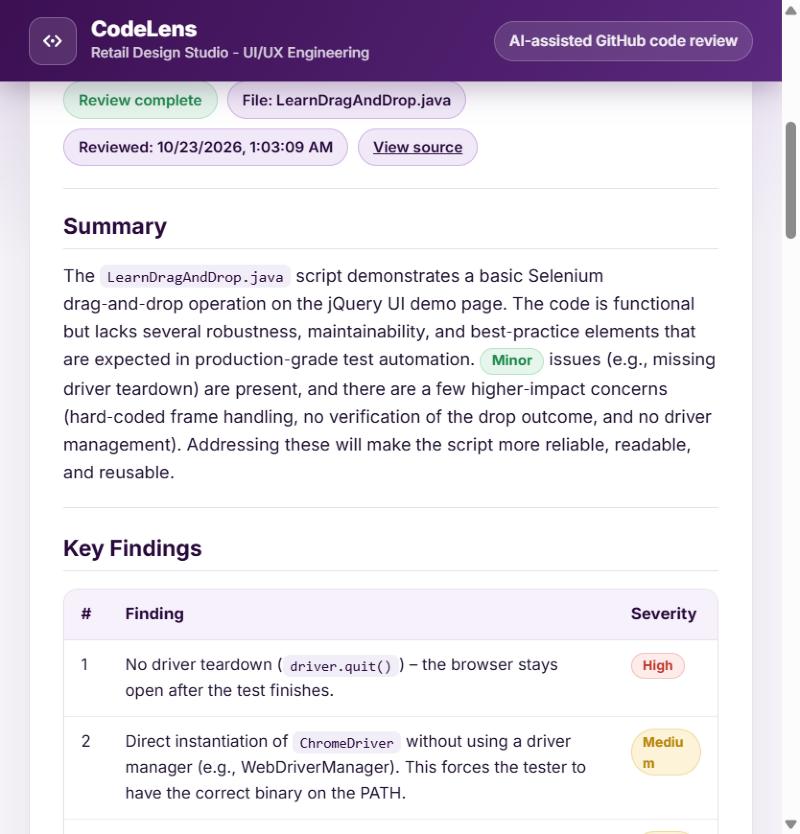 CodeLens
Retail Design Studio - UI/UX Engineering
AI-assisted GitHub code review
Review complete
File: LearnDragAndDrop.java
Reviewed: 10/23/2026, 1:03:09 AM
View source
Summary
The LearnDragAndDrop.java script demonstrates a basic Selenium
drag-and-drop operation on the jQuery UI demo page. The code is functional
but lacks several robustness, maintainability, and best-practice elements that
are expected in production-grade test automation. Minor issues (e.g., missing
driver teardown) are present, and there are a few higher-impact concerns
(hard-coded frame handling, no verification of the drop outcome, and no driver
management). Addressing these will make the script more reliable, readable,
and reusable.
Key Findings
# Finding Severity
1 No driver teardown ( driver.quit() ) – the browser stays High
open after the test finishes.
2 Direct instantiation of ChromeDriver without using a driver Mediu
manager (e.g., WebDriverManager). This forces the tester to m
have the correct binary on the PATH.